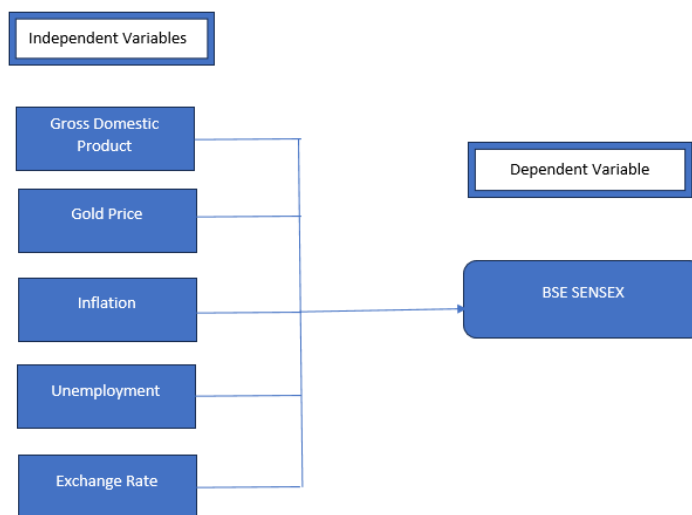 Independent Variables
Gross Domestic
Product
Gold Price
Inflation
Unemployment
Exchange Rate
Dependent Variable
BSE SENSEX